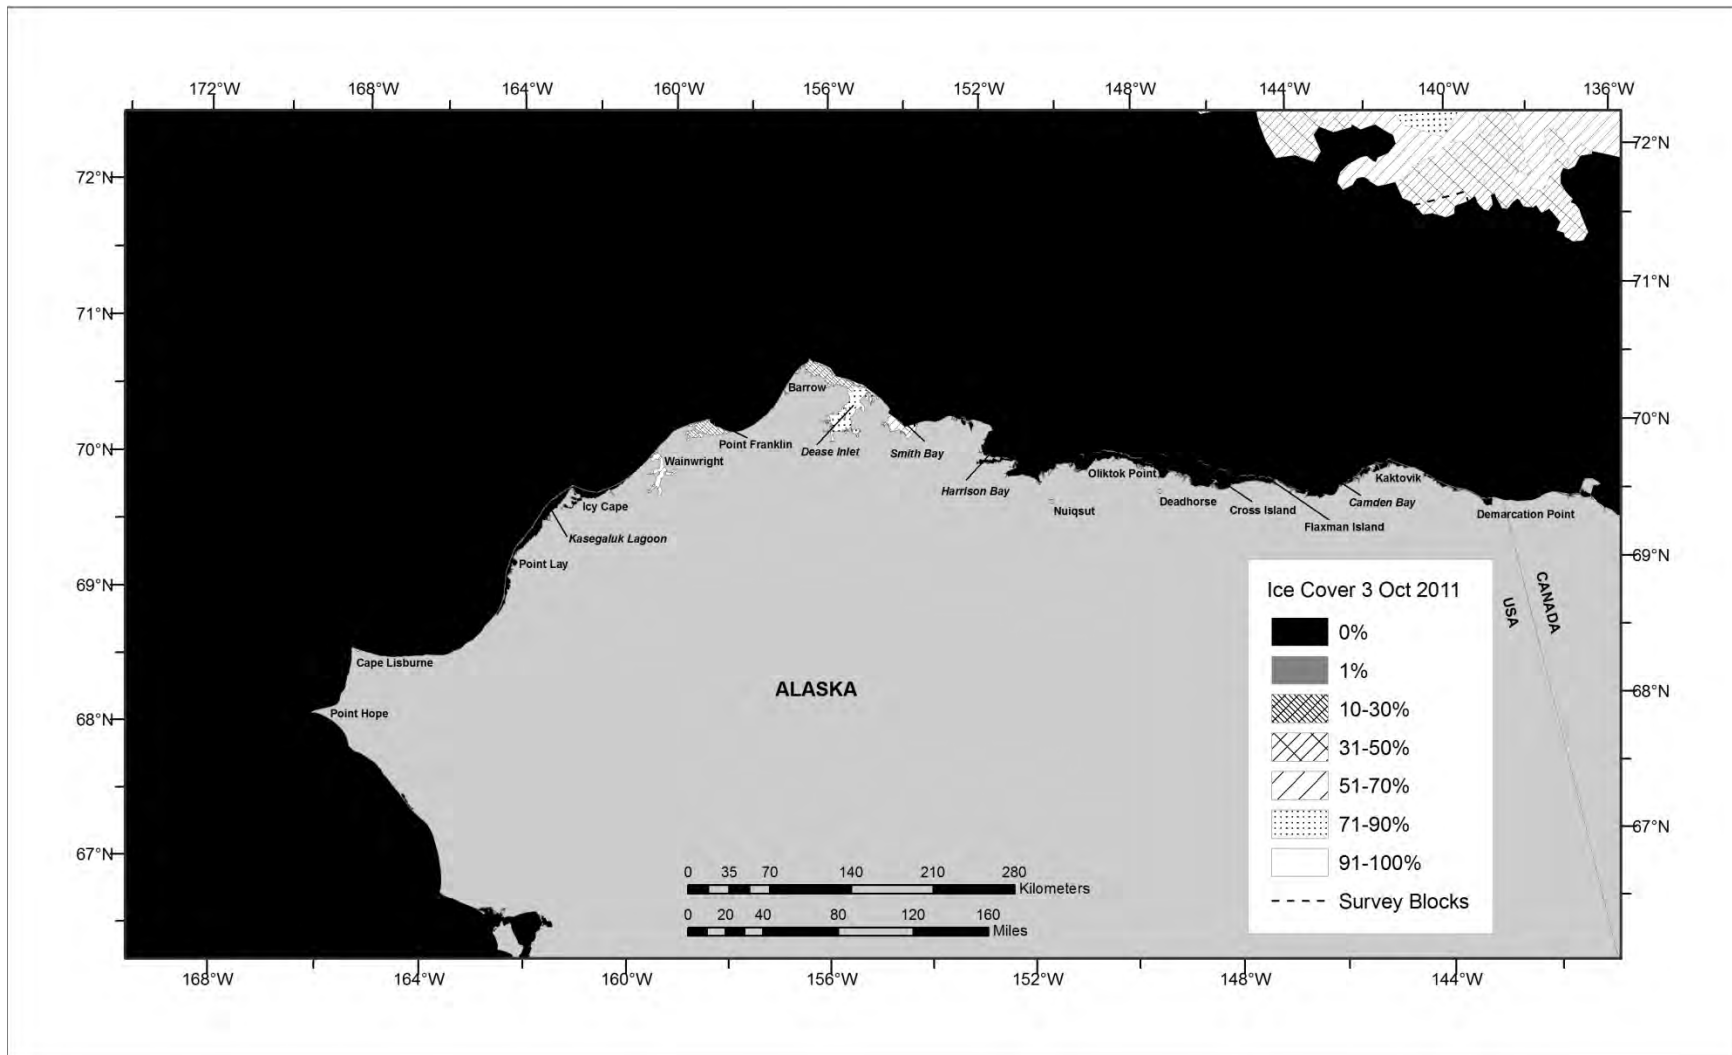 172°W 168°W 164°W 160°W 156°W 152°W 148°W 144°W 140°W 136°W
72°N
72°N
71°N
71°N
70°N
70°N
69°N
69°N
68°N
68°N
67°N
67°N
Barrow
Point Franklin
Wainwright
Dease Inlet
Smith Bay
Harrison Bay
Oliktok Point
Nuiqsut
Deadhorse
Cross Island
Flaxman Island
Camden Bay
Kaktovik
Demarcation Point
Icy Cape
Kasegaluk Lagoon
Point Lay
Cape Lisburne
Point Hope
ALASKA
USA
CANADA
Ice Cover 3 Oct 2011
0%
1%
10-30%
31-50%
51-70%
71-90%
91-100%
Survey Blocks
0 35 70 140 210 280
Kilometers
0 20 40 80 120 160
Miles
168°W 164°W 160°W 156°W 152°W 148°W 144°W